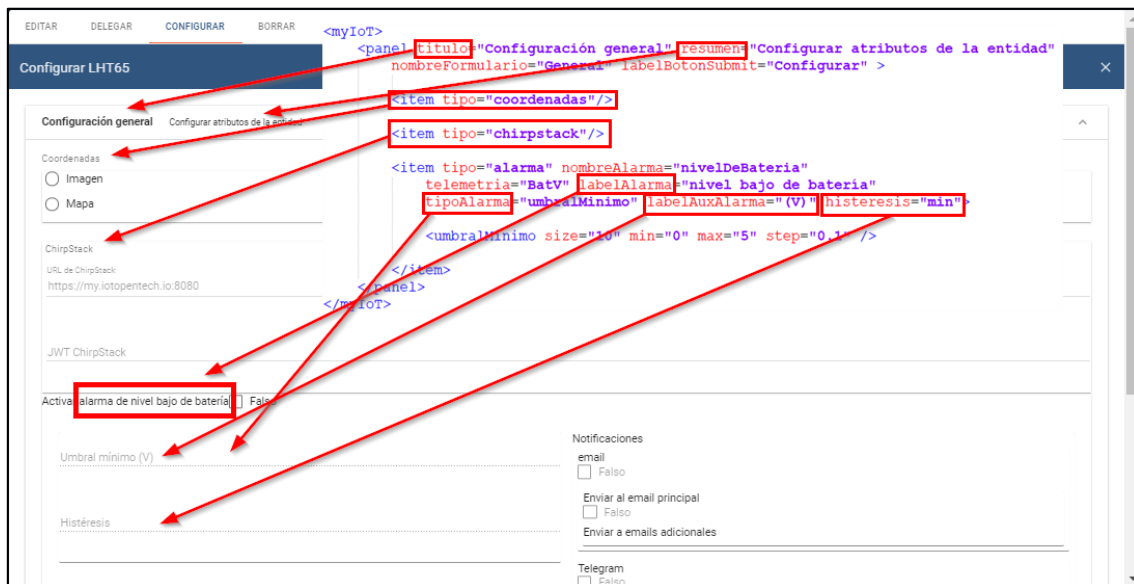 EDITAR DELEGAR CONFIGURAR BORRAR
Configurar LHT65
<myIoT>
<panel titulo="Configuración general" resumen="Configurar atributos de la entidad"
nombreFormulario="General" labelBotonSubmit="Configurar" >
<item tipo="coordenadas"/>
<item tipo="chirpstack"/>
<item tipo="alarma" nombreAlarma="nivelDeBateria"
telemetria="BatV" labelAlarma="nivel bajo de batería"
tipoAlarma="umbralMinimo" labelAuxAlarma="(V)" histeresis="min">
<umbralMinimo size="10" min="0" max="5" step="0.1" />
</item>
</panel>
</myIoT>
Configuración general Configurar atributos de la entidad
Coordenadas
Imagen
Mapa
ChirpStack
URL de ChirpStack
https://my.iotopentech.io:8080
JWT ChirpStack
Activar alarma de nivel bajo de batería Falso
Umbral mínimo (V)
Histéresis
Notificaciones
email
Falso
Enviar al email principal
Falso
Enviar a emails adicionales
Telegram
Falso